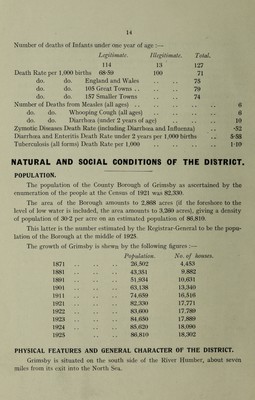 14
Number of deaths of Infants under one year of age :—
Legitimate. Illegitimate. Total.
114 13 127
Death Rate per 1,000 births 68·59 100 71
do. do. England and Wales .. .. 75
do. do. 105 Great Towns .. .. .. 79
do. do. 157 Smaller Towns .. .. 74
Number of Deaths from Measles (all ages) .. .. .. 6
do. do. Whooping Cough (all ages) .. .. 6
do. do. Diarrhœa (under 2 years of age) .. .. 10
Zymotic Diseases Death Rate (including Diarrhœa and Influenza) .. ·52
Diarrhœa and Enteritis Death Rate under 2 years per 1,000 births .. 5·58
Tuberculosis (all forms) Death Rate per 1,000 .. .. .. 1·10
NATURAL AND SOCIAL CONDITIONS OF THE DISTRICT.
POPULATION.
The population of the County Borough of Grimsby as ascertained by the
enumeration of the people at the Census of 1921 was 82,330.
The area of the Borough amounts to 2,868 acres (if the foreshore to the
level of low water is included, the area amounts to 3,269 acres), giving a density
of population of 30·2 per acre on an estimated population of 86,810.
This latter is the number estimated by the Registrar-General to be the popu-
lation of the Borough at the middle of 1925.
The growth of Grimsby is shewn by the following figures :—
Population. No. of houses.
1871 .. .. .. 26,502 4,453
1881 .. .. .. 43,351 9,882
1891 .. .. .. 51,934 10,631
1901 .. .. .. 63,138 13,340
1911 .. .. .. 74,659 16,516
1921 .. .. .. 82,330 17,771
1922 .. .. .. 83,600 17,789
1923 .. .. .. 84,650 17,889
1924 .. .. .. 85,620 18,090
1925 .. .. .. 86,810 18,302
PHYSICAL FEATURES AND GENERAL CHARACTER OF THE DISTRICT.
Grimsby is situated on the south side of the River Humber, about seven
miles from its exit into the North Sea.